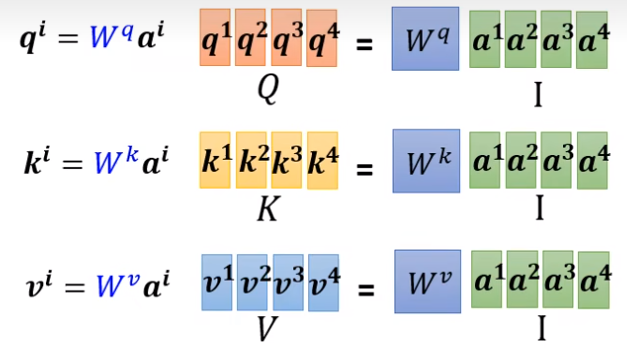 qⁱ = W^q aⁱ q¹ q² q³ q⁴ = W^q a¹ a² a³ a⁴
Q I
kⁱ = W^k aⁱ k¹ k² k³ k⁴ = W^k a¹ a² a³ a⁴
K I
vⁱ = W^v aⁱ v¹ v² v³ v⁴ = W^v a¹ a² a³ a⁴
V I